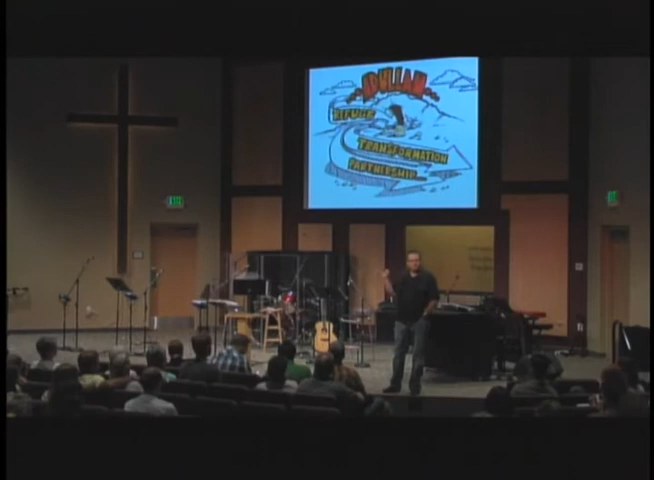 ADULLAM
REFUGE
TRANSFORMATION
PARTNERSHIP
EXIT
EXIT